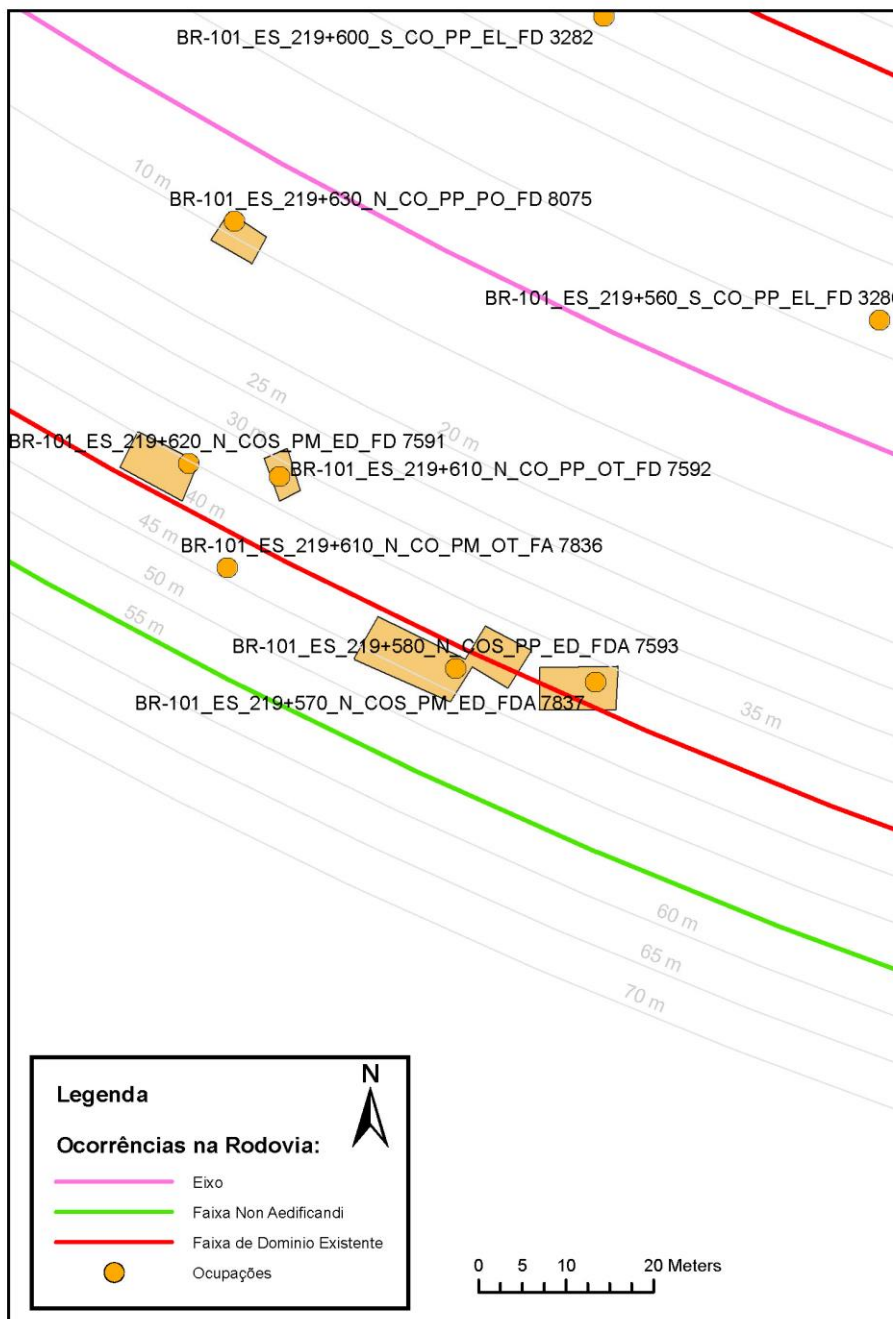 BR-101_ES_219+600_S_CO_PP_EL_FD 3282
10 m
BR-101_ES_219+630_N_CO_PP_PO_FD 8075
BR-101_ES_219+560_S_CO_PP_EL_FD 3280
25 m
20 m
30 m
BR-101_ES_219+620_N_COS_PM_ED_FD 7591
BR-101_ES_219+610_N_CO_PP_OT_FD 7592
40 m
45 m
BR-101_ES_219+610_N_CO_PM_OT_FA 7836
50 m
55 m
BR-101_ES_219+580_N_COS_PP_ED_FDA 7593
BR-101_ES_219+570_N_COS_PM_ED_FDA 7837
35 m
60 m
65 m
70 m
Legenda
N
Ocorrências na Rodovia:
Eixo
Faixa Non Aedificandi
Faixa de Dominio Existente
Ocupações
0 5 10 20 Meters